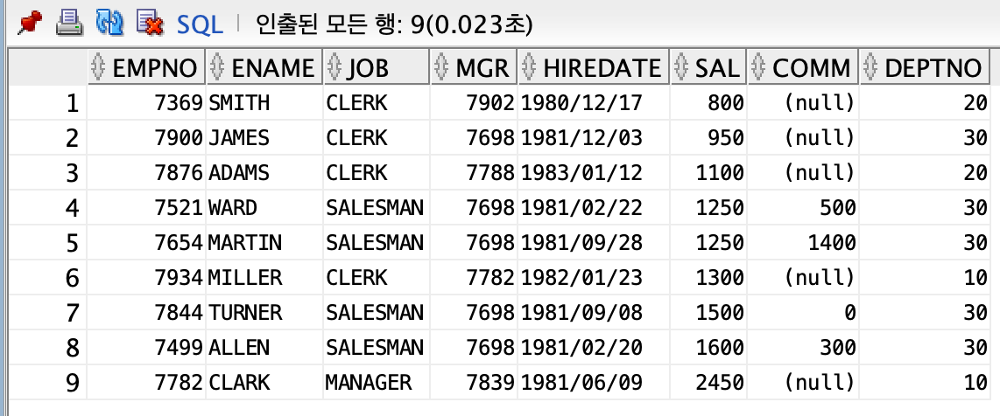 SQL 인출된 모든 행: 9(0.023초)
EMPNO ENAME JOB MGR HIREDATE SAL COMM DEPTNO
1 7369 SMITH CLERK 7902 1980/12/17 800 (null) 20
2 7900 JAMES CLERK 7698 1981/12/03 950 (null) 30
3 7876 ADAMS CLERK 7788 1983/01/12 1100 (null) 20
4 7521 WARD SALESMAN 7698 1981/02/22 1250 500 30
5 7654 MARTIN SALESMAN 7698 1981/09/28 1250 1400 30
6 7934 MILLER CLERK 7782 1982/01/23 1300 (null) 10
7 7844 TURNER SALESMAN 7698 1981/09/08 1500 0 30
8 7499 ALLEN SALESMAN 7698 1981/02/20 1600 300 30
9 7782 CLARK MANAGER 7839 1981/06/09 2450 (null) 10